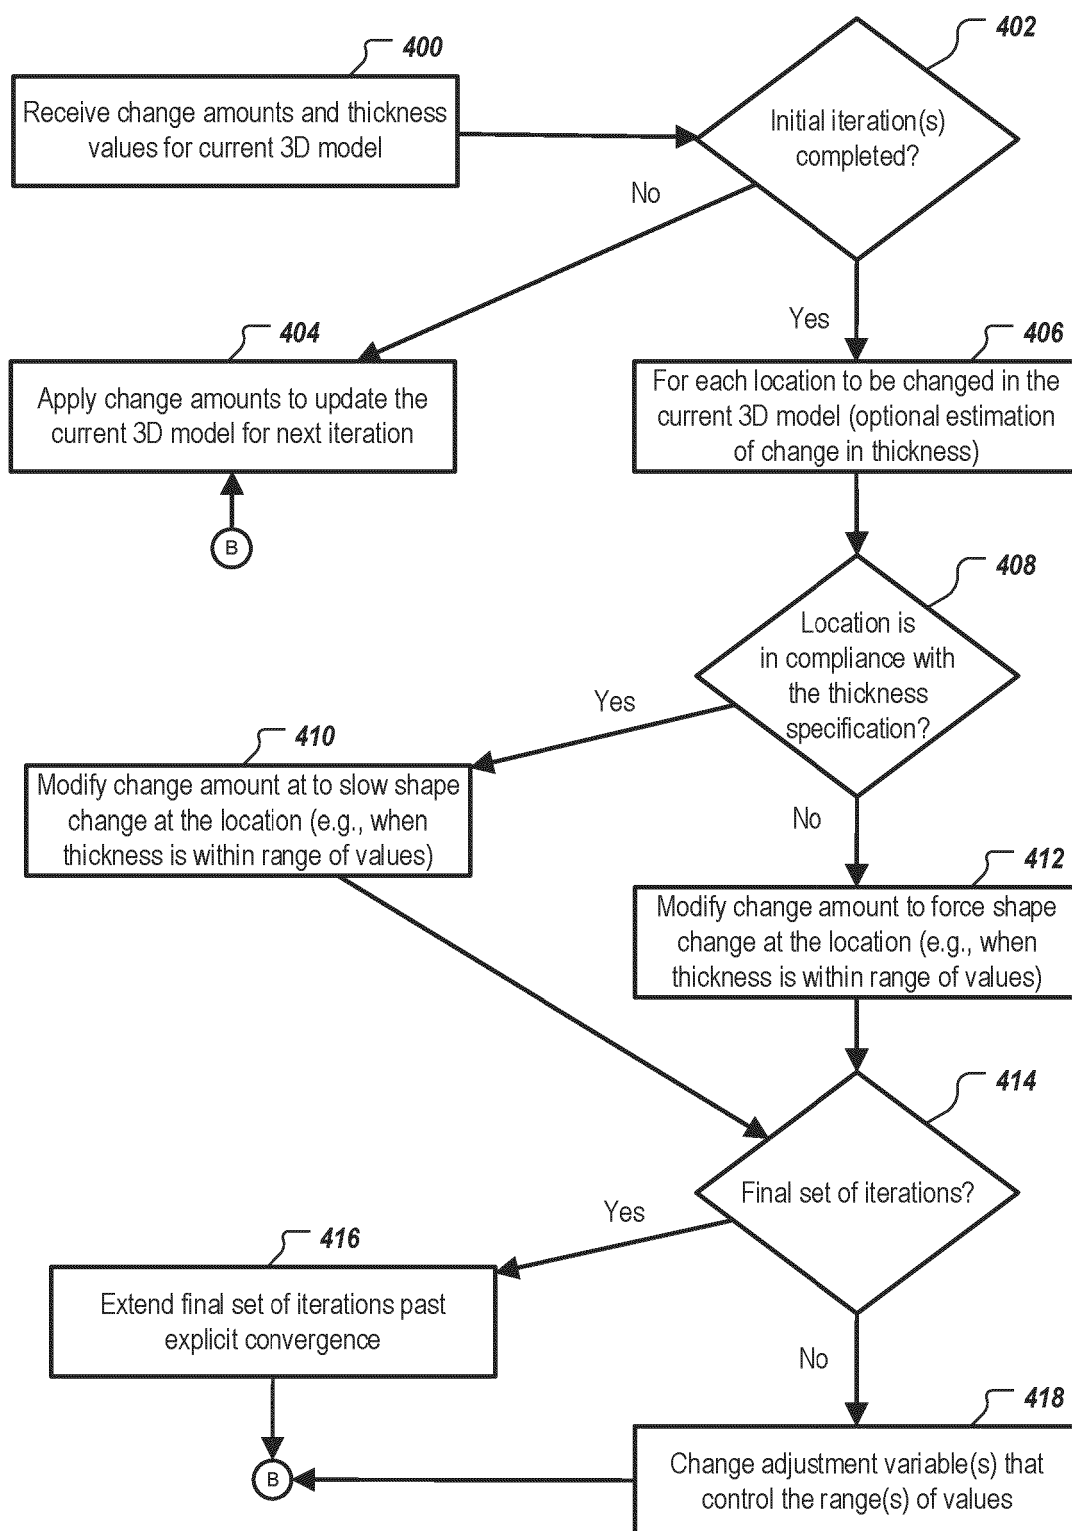 400
Receive change amounts and thickness
values for current 3D model
402
Initial iteration(s)
completed?
No
Yes
404
Apply change amounts to update the
current 3D model for next iteration
B
406
For each location to be changed in the
current 3D model (optional estimation
of change in thickness)
408
Location is
in compliance with
the thickness
specification?
Yes
No
410
Modify change amount at to slow shape
change at the location (e.g., when
thickness is within range of values)
412
Modify change amount to force shape
change at the location (e.g., when
thickness is within range of values)
414
Final set of iterations?
Yes
No
416
Extend final set of iterations past
explicit convergence
B
418
Change adjustment variable(s) that
control the range(s) of values